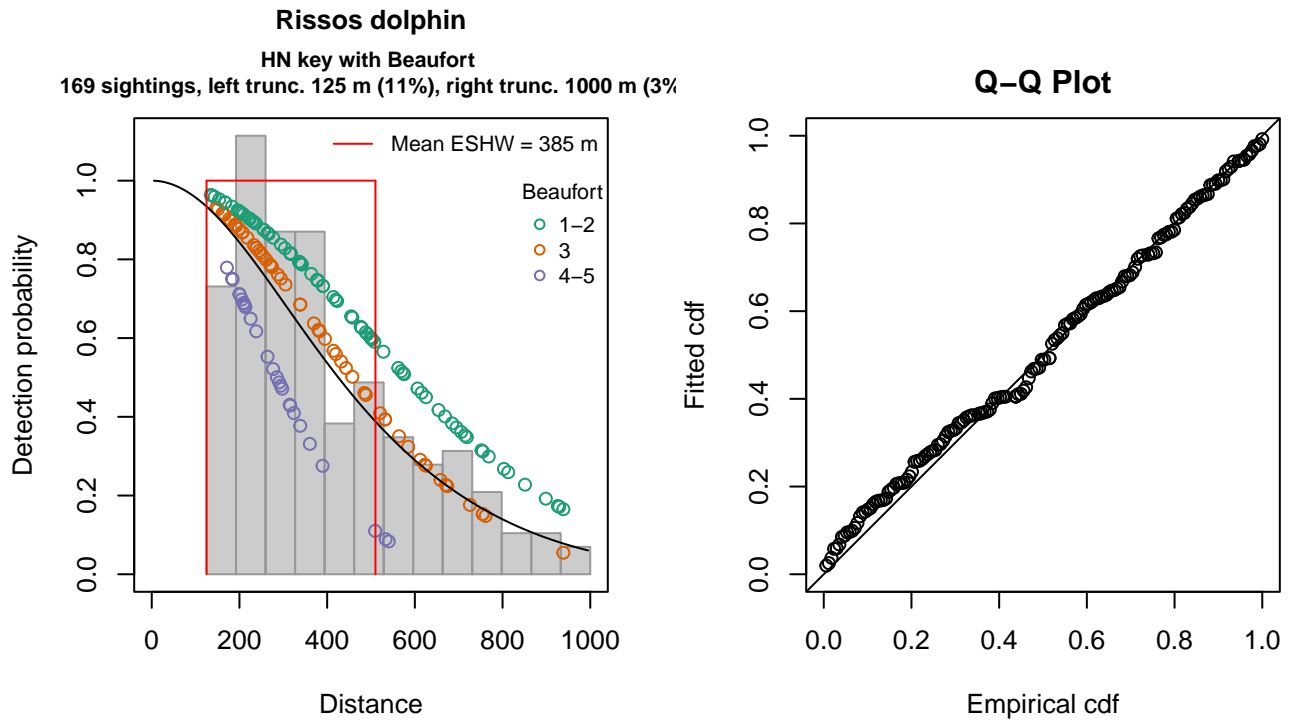 Rissos dolphin
HN key with Beaufort
169 sightings, left trunc. 125 m (11%), right trunc. 1000 m (3%
Mean ESHW = 385 m
Beaufort
1−2
3
4−5
Detection probability
0.0
0.2
0.4
0.6
0.8
1.0
0
200
400
600
800
1000
Distance
Q−Q Plot
Fitted cdf
0.0
0.2
0.4
0.6
0.8
1.0
0.0
0.2
0.4
0.6
0.8
1.0
Empirical cdf